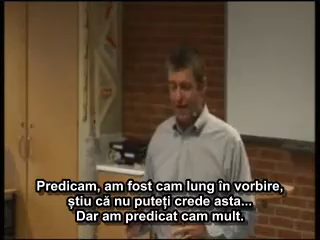 Predicam, am fost cam lung în vorbire,
știu că nu puteți crede asta...
Dar am predicat cam mult.